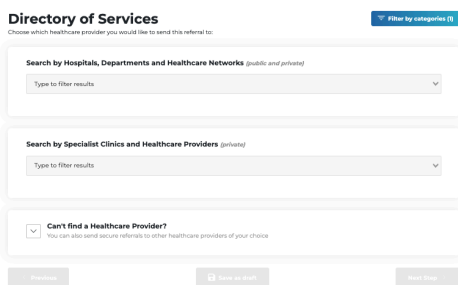 Directory of Services
Filter by categories (1)
Choose which healthcare provider you would like to send this referral to:
Search by Hospitals, Departments and Healthcare Networks (public and private)
Type to filter results
Search by Specialist Clinics and Healthcare Providers (private)
Type to filter results
Can't find a Healthcare Provider?
You can also send secure referrals to other healthcare providers of your choice
Previous
Save as draft
Next Step